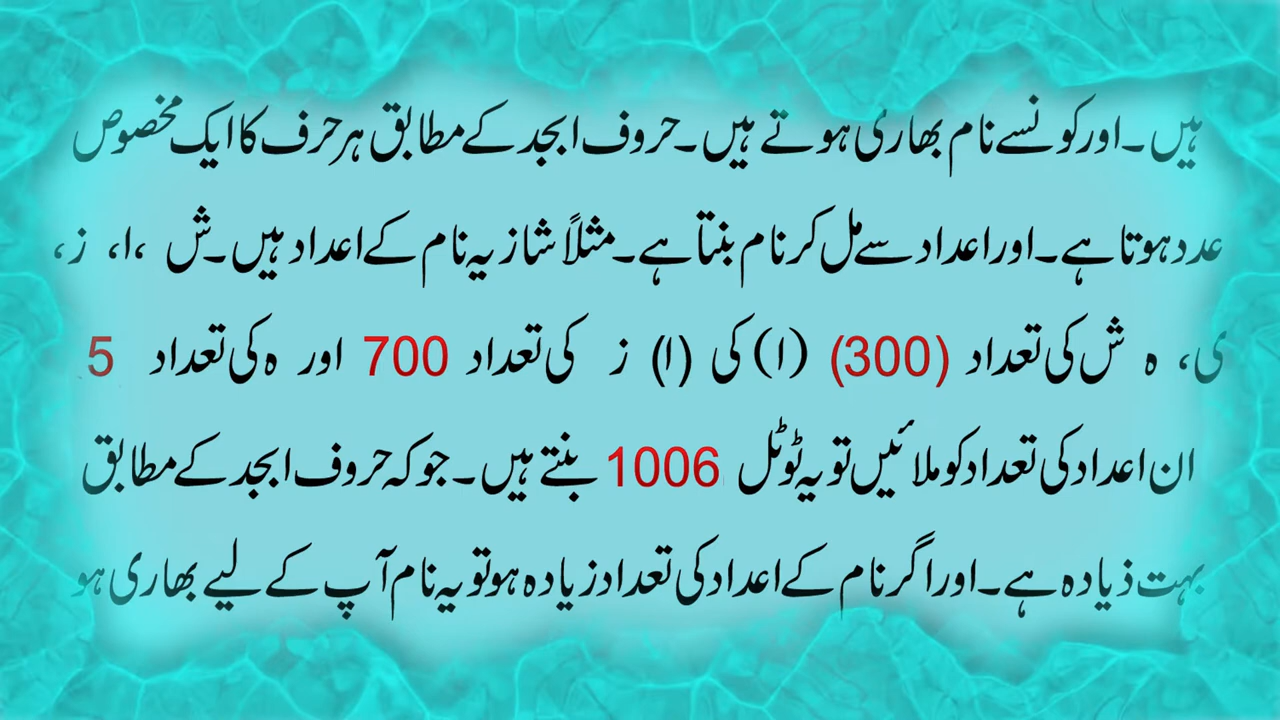 ہیں۔اور کونسے نام بھاری ہوتے ہیں۔حروف ابجد کے مطابق ہر حرف کا ایک مخصوص
عدد ہوتا ہے۔اور اعداد سے مل کر نام بنتا ہے۔مثلاً شازیہ نام کے اعداد ہیں۔ش ،ا، ز،
ی، ہ ش کی تعداد (300) (ا) کی (ا) ز کی تعداد 700 اور ہ کی تعداد 5
ان اعداد کی تعداد کو ملائیں تو یہ ٹوٹل 1006 بنتے ہیں۔جو کہ حروف ابجد کے مطابق
بہت ذیادہ ہے۔اور اگر نام کے اعداد کی تعداد زیادہ ہو تو یہ نام آپ کے لیے بھاری ہو